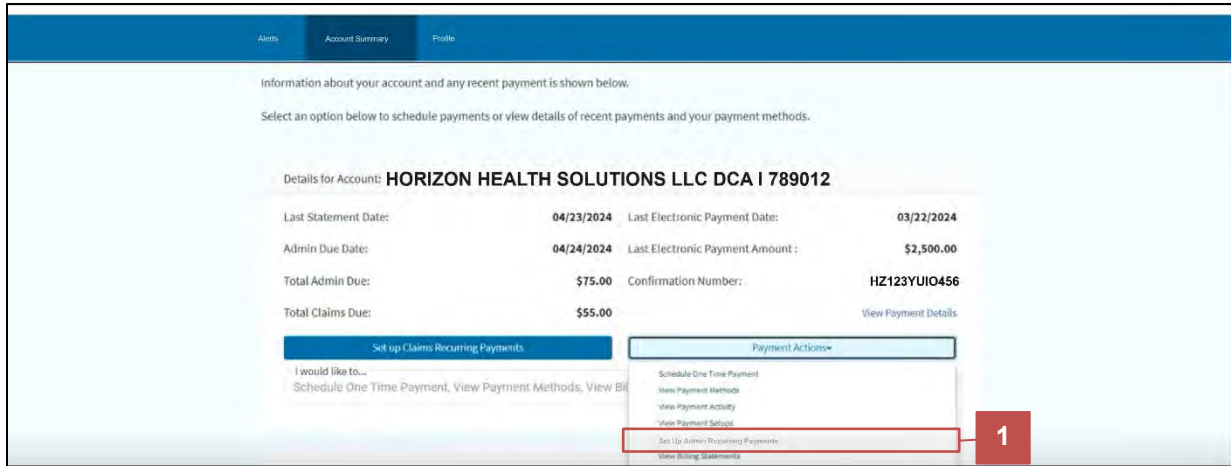 Alerts Account Summary Profile
Information about your account and any recent payment is shown below.
Select an option below to schedule payments or view details of recent payments and your payment methods.
Details for Account: HORIZON HEALTH SOLUTIONS LLC DCA I 789012
Last Statement Date: 04/23/2024 Last Electronic Payment Date: 03/22/2024
Admin Due Date: 04/24/2024 Last Electronic Payment Amount : $2,500.00
Total Admin Due: $75.00 Confirmation Number: HZ123YUIO456
Total Claims Due: $55.00 View Payment Details
Set up Claims Recurring Payments Payment Actions
I would like to...
Schedule One Time Payment, View Payment Methods, View Bil
Schedule One Time Payment
View Payment Methods
View Payment Activity
View Payment Setups
Set Up Admin Recurring Payments
View Billing Statements
1